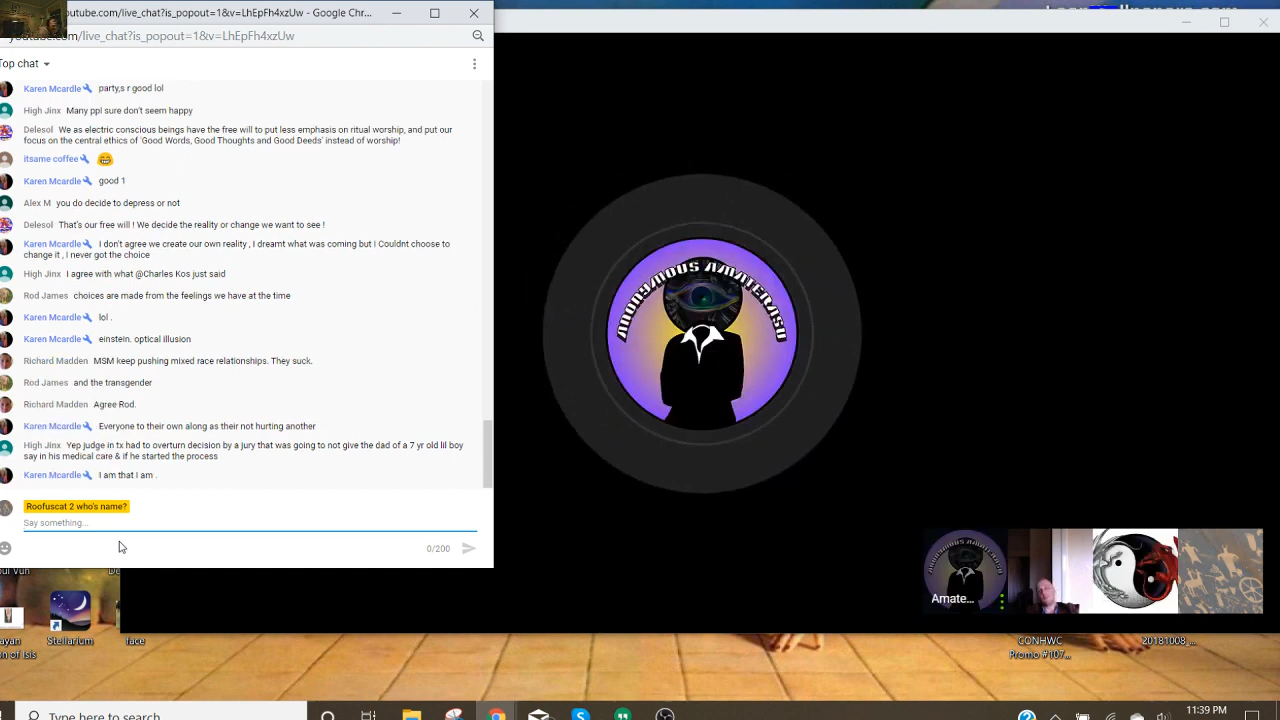 outube.com/live_chat?is_popout=1&v=LhEpFh4xzUw - Google Chr...
youtube.com/live_chat?is_popout=1&v=LhEpFh4xzUw
Top chat
Karen Mcardle party,s r good lol
High Jinx Many ppl sure don't seem happy
Delesol We as electric conscious beings have the free will to put less emphasis on ritual worship, and put our
focus on the central ethics of 'Good Words, Good Thoughts and Good Deeds' instead of worship!
itsame coffee
Karen Mcardle good 1
Alex M you do decide to depress or not
Delesol That's our free will ! We decide the reality or change we want to see !
Karen Mcardle I don't agree we create our own reality , I dreamt what was coming but i Couldnt choose to
change it , I never got the choice
High Jinx I agree with what @Charles Kos just said
Rod James choices are made from the feelings we have at the time
Karen Mcardle lol .
Karen Mcardle einstein. optical illusion
Richard Madden MSM keep pushing mixed race relationships. They suck.
Rod James and the transgender
Richard Madden Agree Rod.
Karen Mcardle Everyone to their own along as their not hurting another
High Jinx Yep judge in tx had to overturn decision by a jury that was going to not give the dad of a 7 yr old lil boy
say in his medical care & if he started the process
Karen Mcardle I am that I am .
Roofuscat 2 who's name?
Say something...
0/200
ANONYMOUS AMATERASU
Amate...
ayan
on of Isis
Stellarium
face
CONHWC
Promo #107...
20181008_...
Type here to search
11:39 PM